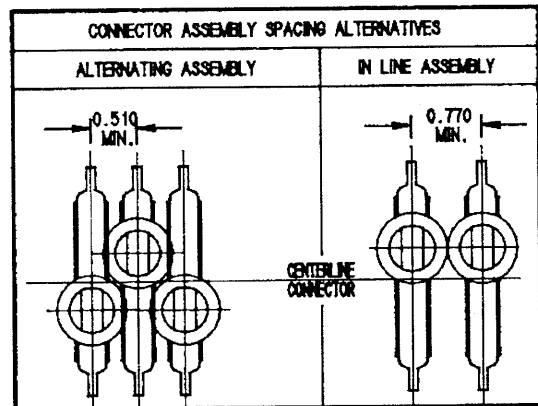 CONNECTOR ASSEMBLY SPACING ALTERNATIVES
ALTERNATING ASSEMBLY
IN LINE ASSEMBLY
0.510
MIN.
0.770
MIN.
CENTERLINE
CONNECTOR